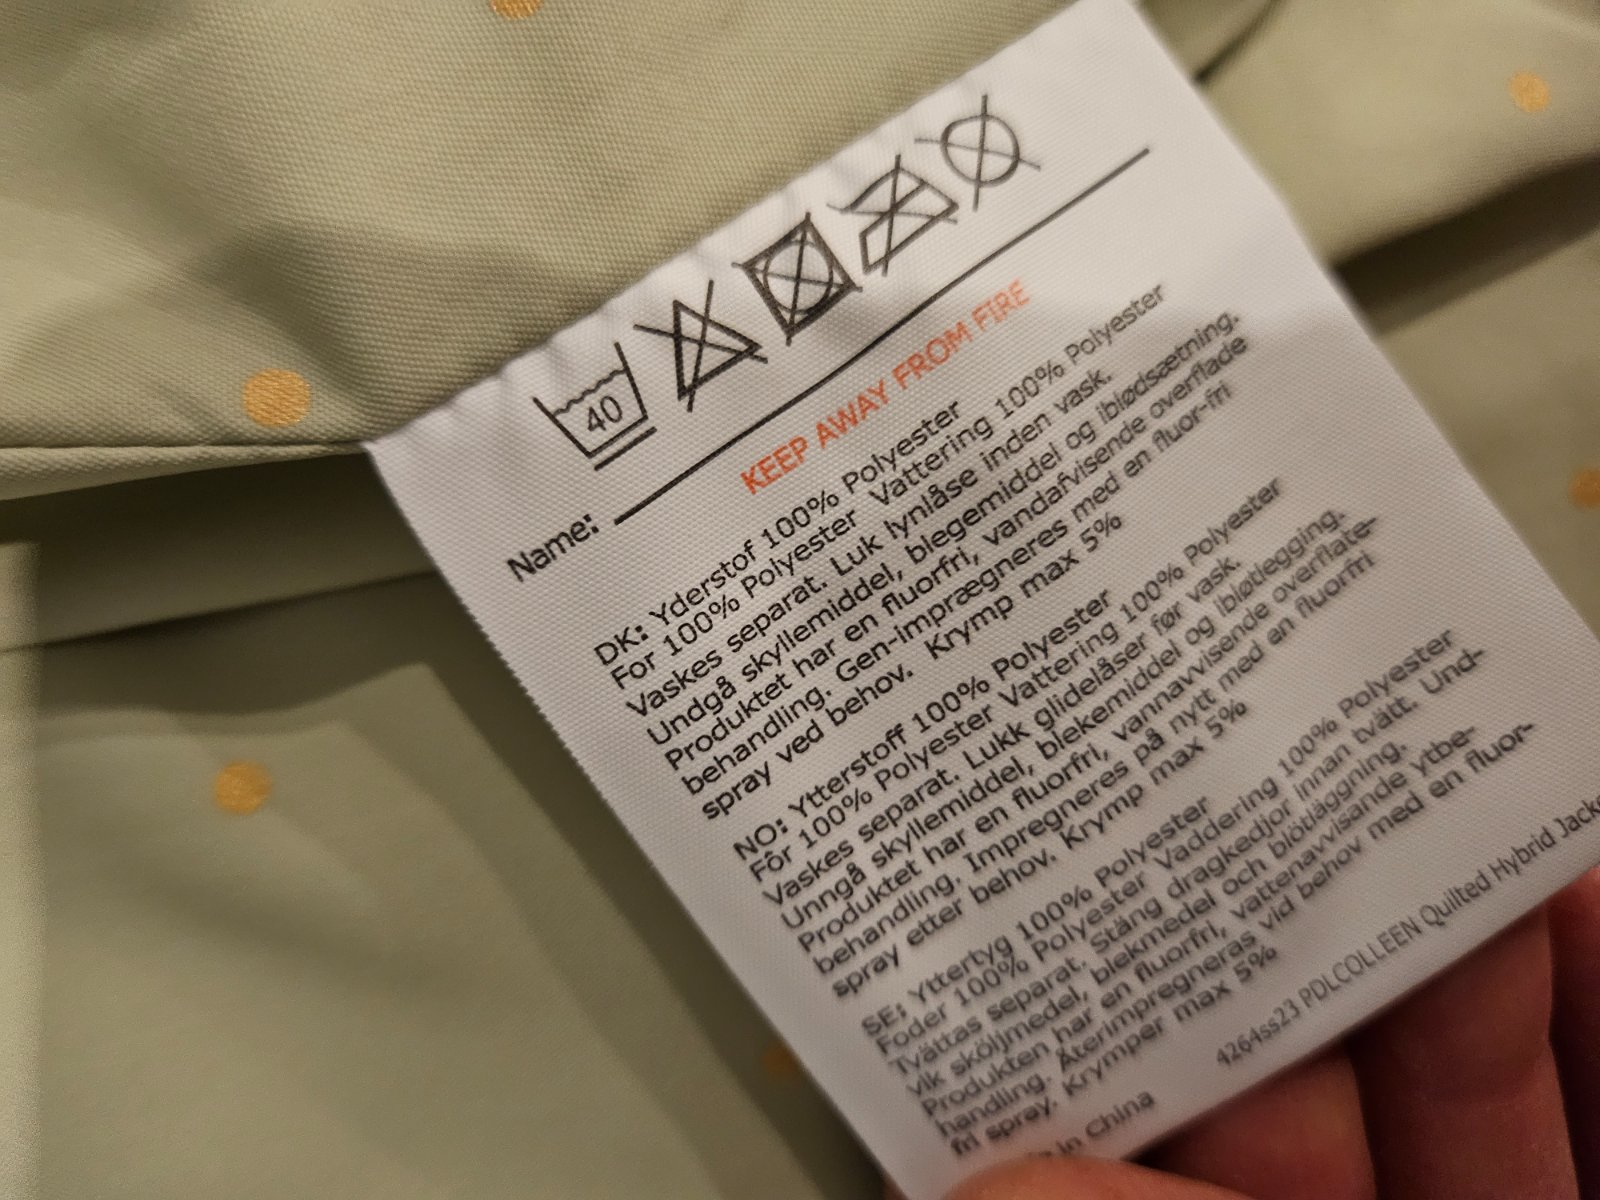 40
Name:
KEEP AWAY FROM FIRE
DK: Yderstof 100% Polyester
For 100% Polyester Vattering 100% Polyester
Vaskes separat. Luk lynlåse inden vask.
Undgå skyllemiddel, blegemiddel og iblødsætning.
Produktet har en fluorfri, vandafvisende overflade
behandling. Gen-imprægneres med en fluor-fri
spray ved behov. Krymp max 5%
NO: Ytterstoff 100% Polyester
Fôr 100% Polyester Vattering 100% Polyester
Vaskes separat. Lukk glidelåser før vask.
Unngå skyllemiddel, blekemiddel og ibløtlegging.
Produktet har en fluorfri, vannavvisende overflate-
behandling. Impregneres på nytt med en fluorfri
spray etter behov. Krymp max 5%
SE: Yttertyg 100% Polyester
Foder 100% Polyester Vaddering 100% Polyester
Tvättas separat. Stäng dragkedjor innan tvätt. Und-
vik sköljmedel, blekmedel och blötläggning.
Produkten har en fluorfri, vattenavvisande ytbe-
handling. Återimpregneras vid behov med en fluor-
fri spray. Krymper max 5%
in China
4264ss23 PDLCOLLEEN Quilted Hybrid Jacke